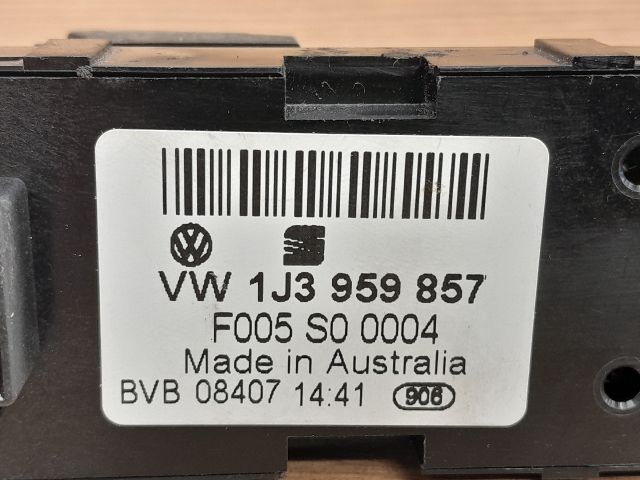 VW 1J3 959 857
F005 S0 0004
Made in Australia
BVB 08407 14:41 906